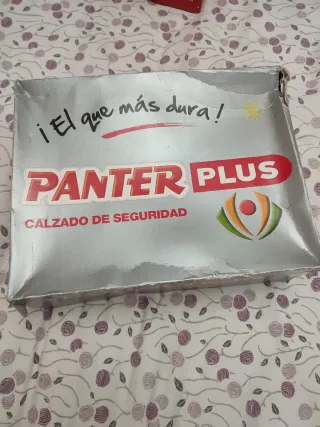 ¡El que más dura!
PANTER PLUS
CALZADO DE SEGURIDAD